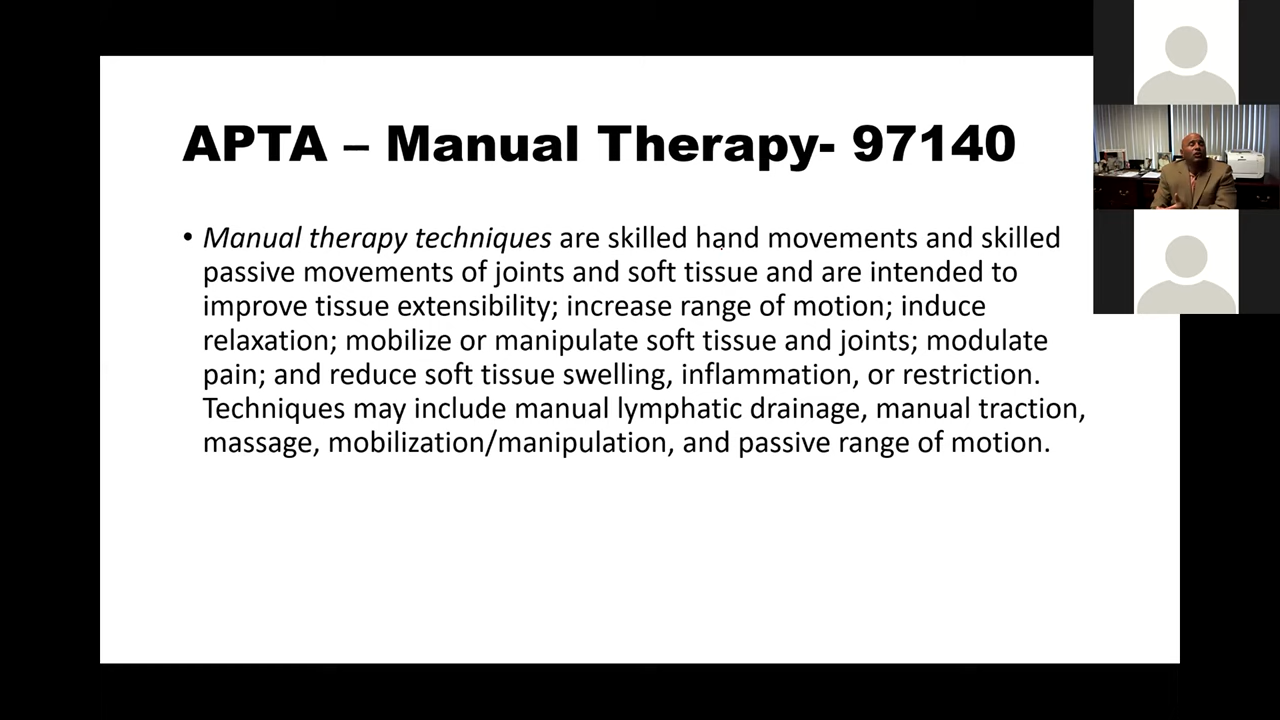 APTA – Manual Therapy- 97140
• Manual therapy techniques are skilled hand movements and skilled
passive movements of joints and soft tissue and are intended to
improve tissue extensibility; increase range of motion; induce
relaxation; mobilize or manipulate soft tissue and joints; modulate
pain; and reduce soft tissue swelling, inflammation, or restriction.
Techniques may include manual lymphatic drainage, manual traction,
massage, mobilization/manipulation, and passive range of motion.